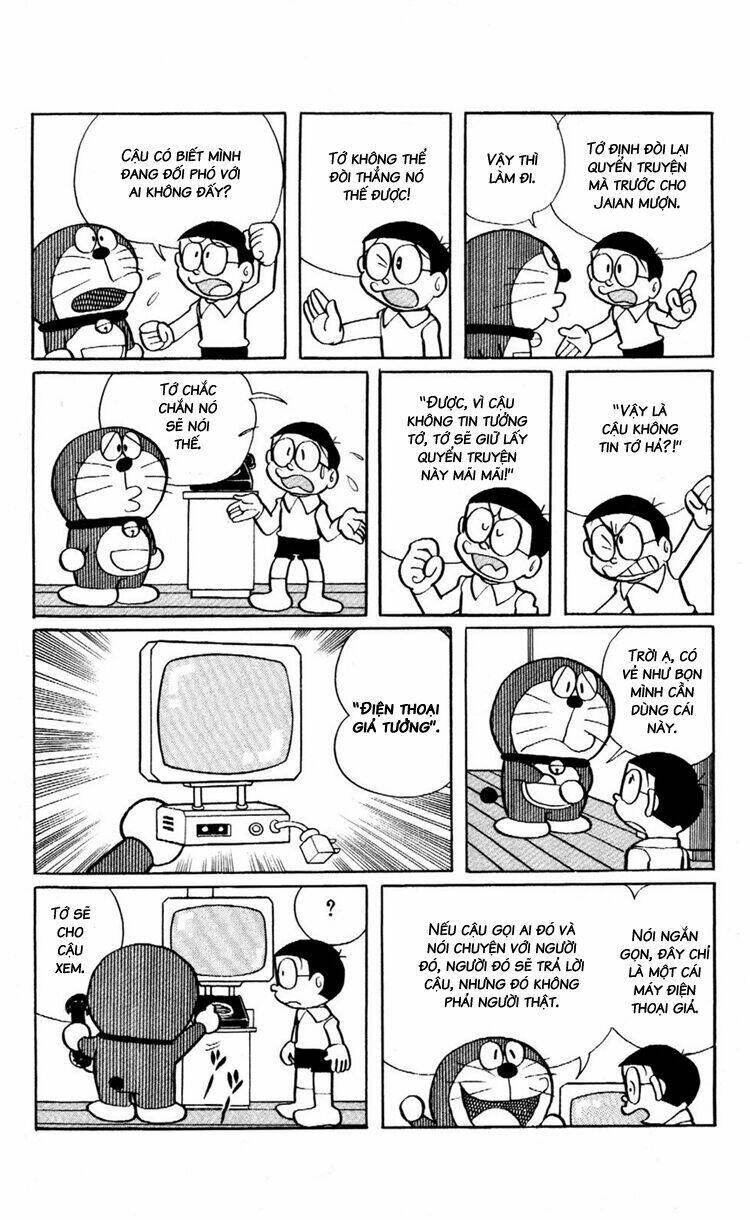 TỚ ĐỊNH ĐÒI LẠI
QUYỂN TRUYỆN
MÀ TRƯỚC CHO
JAIAN MƯỢN.
VẬY THÌ
LÀM ĐI.
TỚ KHÔNG THỂ
ĐÒI THẲNG NÓ
THẾ ĐƯỢC!
CẬU CÓ BIẾT MÌNH
ĐANG ĐỐI PHÓ VỚI
AI KHÔNG ĐẤY?
"VẬY LÀ
CẬU KHÔNG
TIN TỚ HẢ?!"
"ĐƯỢC, VÌ CẬU
KHÔNG TIN TƯỞNG
TỚ, TỚ SẼ GIỮ LẤY
QUYỂN TRUYỆN
NÀY MÃI MÃI!"
TỚ CHẮC
CHẮN NÓ
SẼ NÓI
THẾ.
TRỜI Ạ, CÓ
VẺ NHƯ BỌN
MÌNH CẦN
DÙNG CÁI
NÀY.
"ĐIỆN THOẠI
GIẢ TƯỞNG".
NÓI NGẮN
GỌN, ĐÂY CHỈ
LÀ MỘT CÁI
MÁY ĐIỆN
THOẠI GIẢ.
NẾU CẬU GỌI AI ĐÓ VÀ
NÓI CHUYỆN VỚI NGƯỜI
ĐÓ, NGƯỜI ĐÓ SẼ TRẢ LỜI
CẬU, NHƯNG ĐÓ KHÔNG
PHẢI NGƯỜI THẬT.
?
TỚ SẼ
CHO
CẬU
XEM.